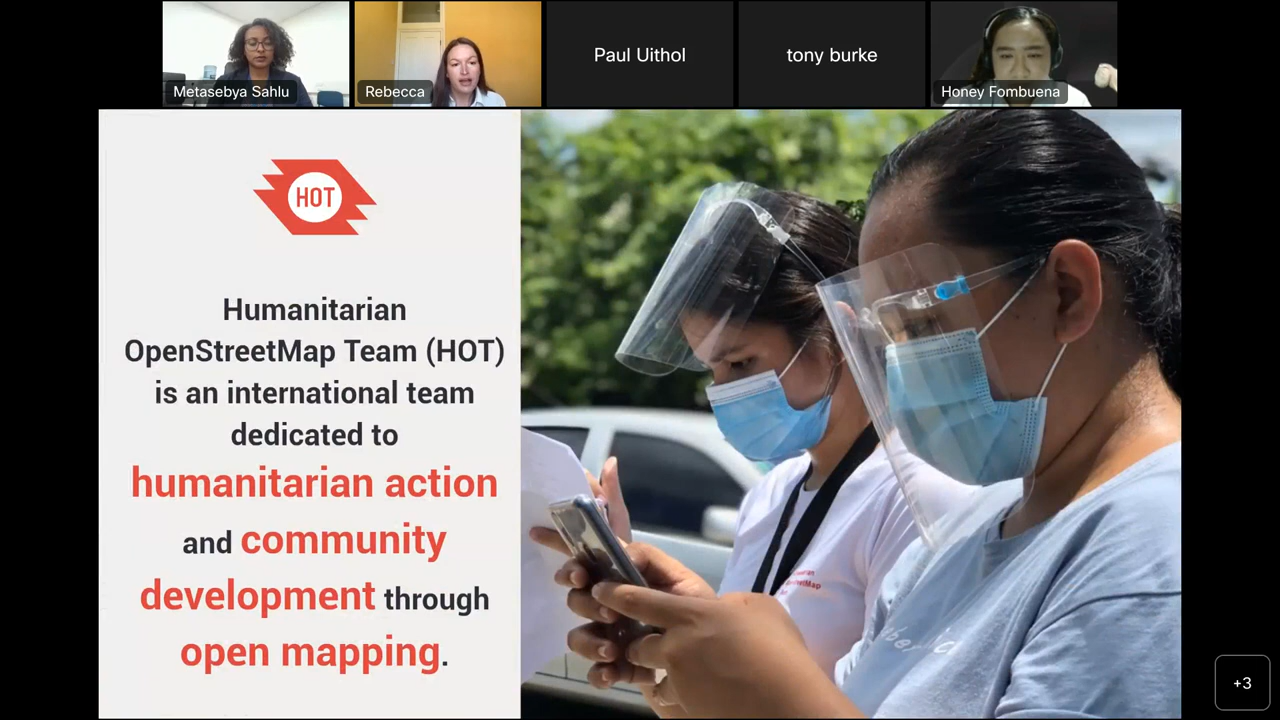 Metasebya Sahlu
Rebecca
Paul Uithol
tony burke
Honey Fombuena
HOT
Humanitarian
OpenStreetMap Team (HOT)
is an international team
dedicated to
humanitarian action
and community
development through
open mapping.
+3